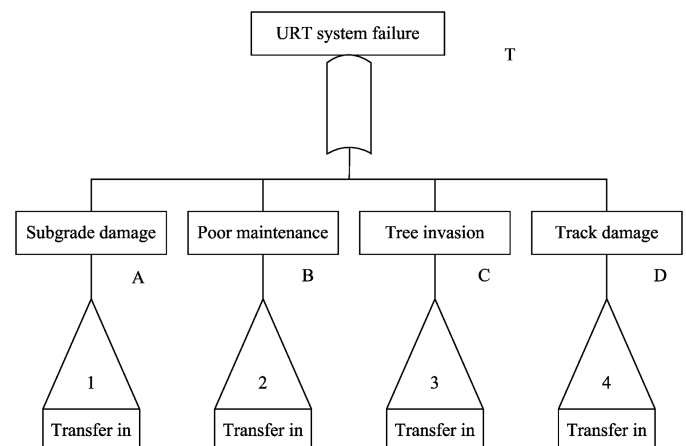 URT system failure
T
Subgrade damage
Poor maintenance
Tree invasion
Track damage
A
B
C
D
1
2
3
4
Transfer in
Transfer in
Transfer in
Transfer in